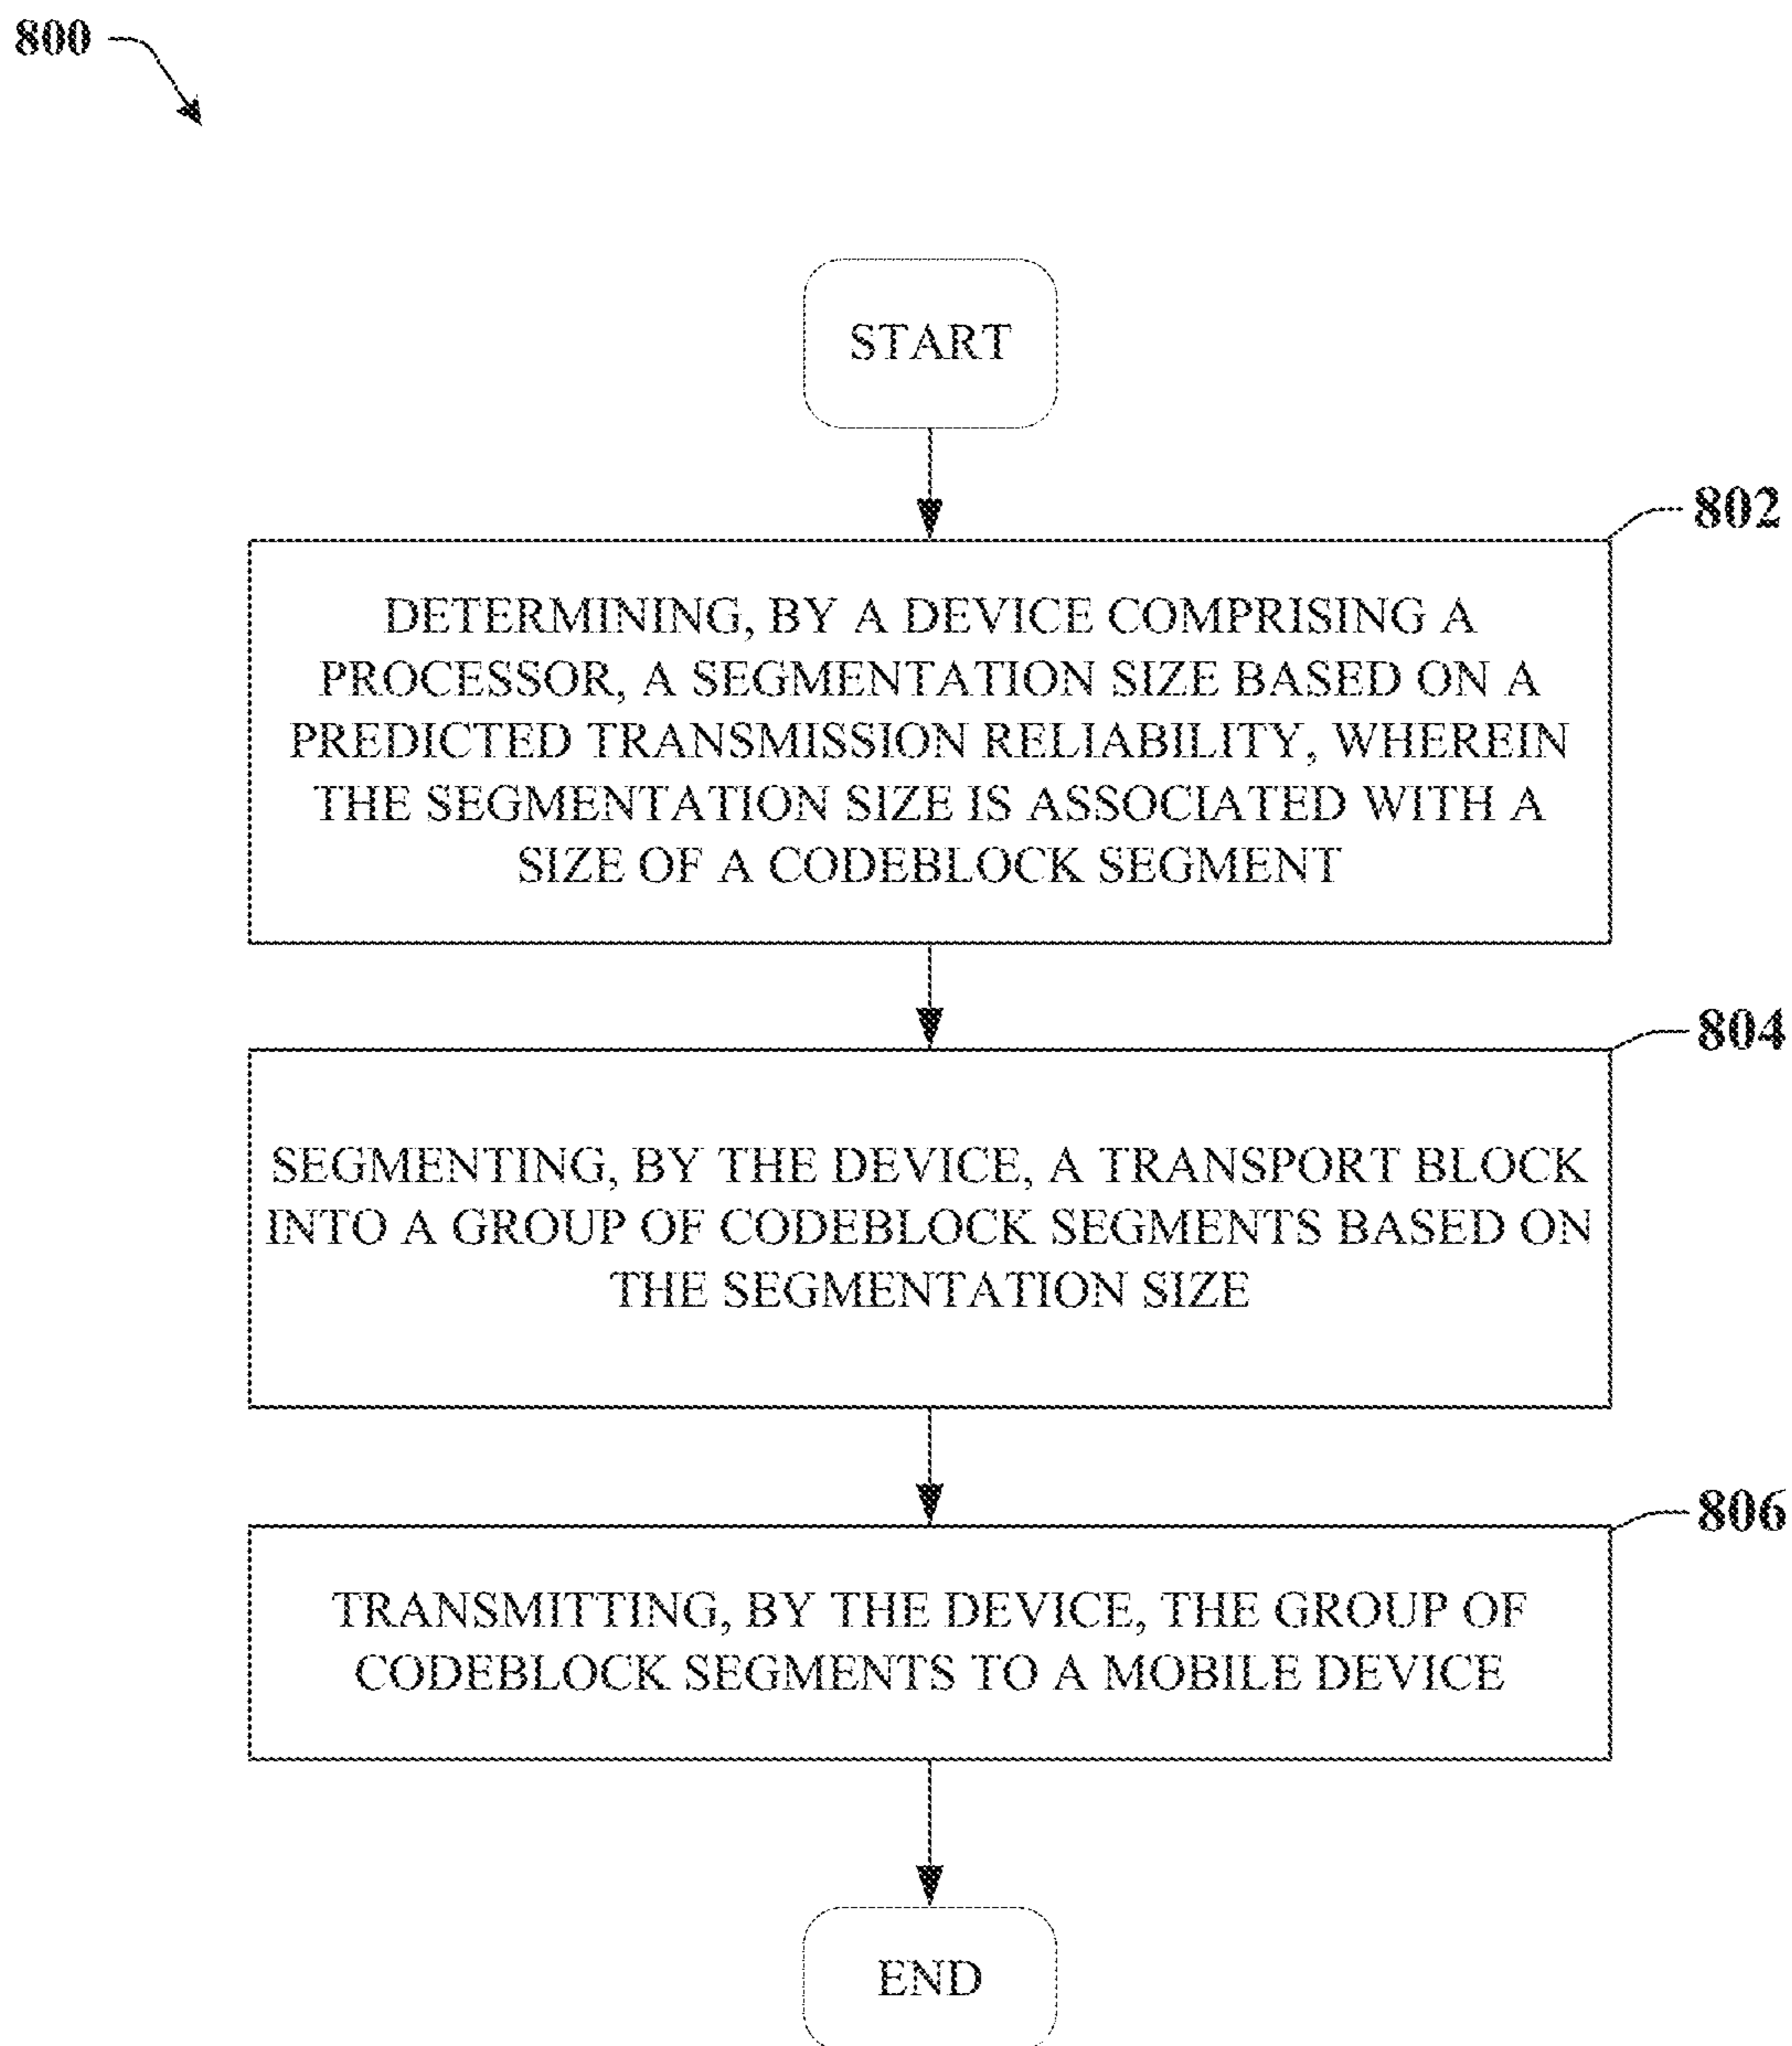 800
START
802
DETERMINING, BY A DEVICE COMPRISING A
PROCESSOR, A SEGMENTATION SIZE BASED ON A
PREDICTED TRANSMISSION RELIABILITY, WHEREIN
THE SEGMENTATION SIZE IS ASSOCIATED WITH A
SIZE OF A CODEBLOCK SEGMENT
804
SEGMENTING, BY THE DEVICE, A TRANSPORT BLOCK
INTO A GROUP OF CODEBLOCK SEGMENTS BASED ON
THE SEGMENTATION SIZE
806
TRANSMITTING, BY THE DEVICE, THE GROUP OF
CODEBLOCK SEGMENTS TO A MOBILE DEVICE
END